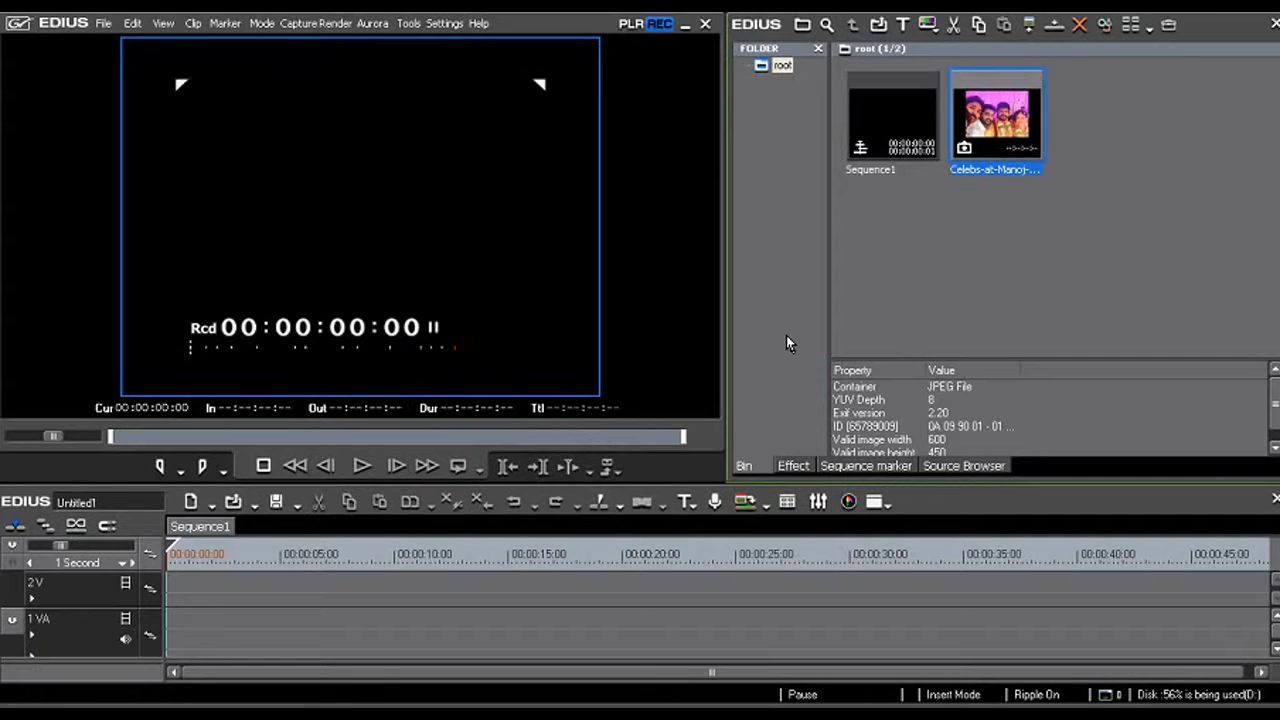 EDIUS File Edit View Clip Marker Mode Capture Render Aurora Tools Settings Help PLR REC
EDIUS
FOLDER
root (1/2)
root
00:00:00:00
00:00:00:01
--:--:--:--
Sequence1
Celebs-at-Manoj-...
Rcd 00:00:00:00
Cur 00:00:00:00 In --:--:--:-- Out --:--:--:-- Dur --:--:--:-- Ttl --:--:--:--
Property Value
Container JPEG File
YUV Depth 8
Exif version 2.20
ID [65789009] 0A 09 90 01 - 01 ...
Valid image width 600
Valid image height 450
Bin Effect Sequence marker Source Browser
EDIUS Untitled1
Sequence1
1 Second
00:00:00:00 00:00:05:00 00:00:10:00 00:00:15:00 00:00:20:00 00:00:25:00 00:00:30:00 00:00:35:00 00:00:40:00 00:00:45:00
2 V
1 VA
Pause Insert Mode Ripple On 0 Disk :56% is being used(D:)